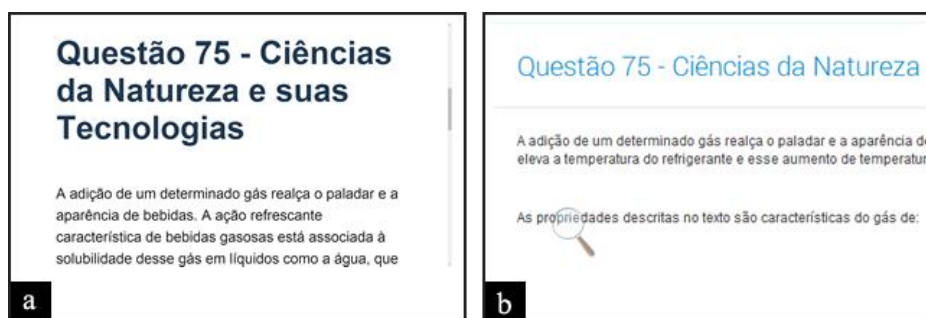 Questão 75 - Ciências
da Natureza e suas
Tecnologias
A adição de um determinado gás realça o paladar e a
aparência de bebidas. A ação refrescante
característica de bebidas gasosas está associada à
solubilidade desse gás em líquidos como a água, que
a
Questão 75 - Ciências da Natureza
A adição de um determinado gás realça o paladar e a aparência de
eleva a temperatura do refrigerante e esse aumento de
As propriedades descritas no texto são características do gás de:
b